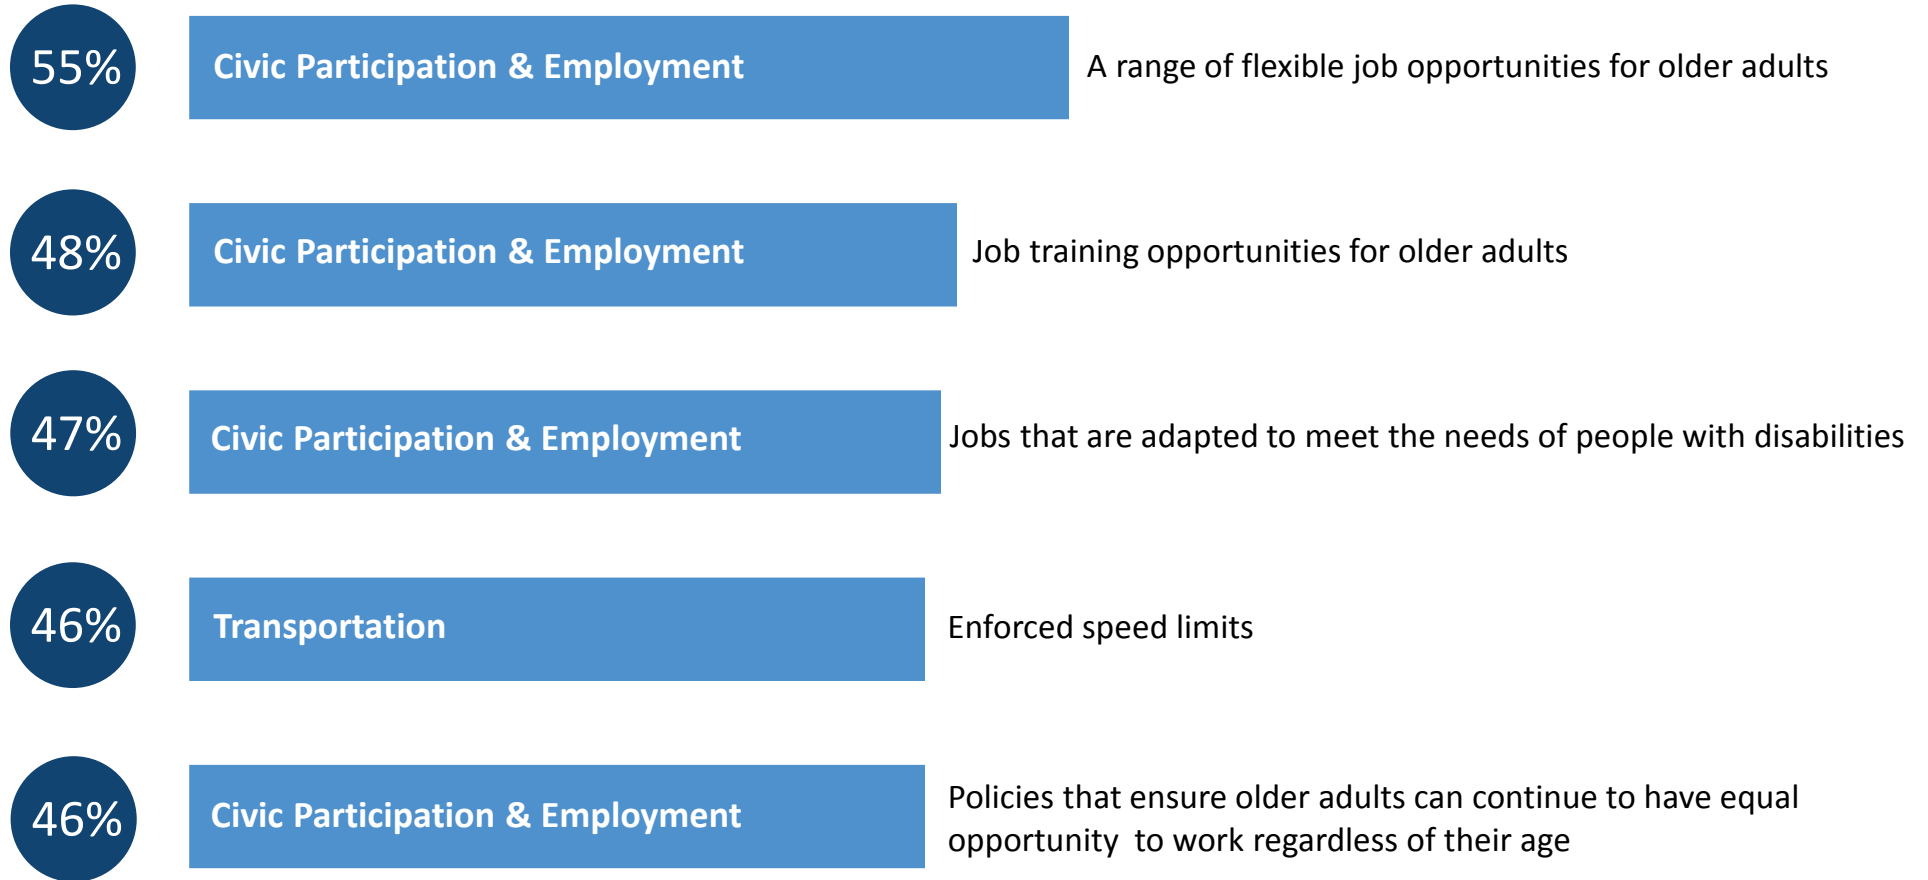 55%
Civic Participation & Employment
A range of flexible job opportunities for older adults
48%
Civic Participation & Employment
Job training opportunities for older adults
47%
Civic Participation & Employment
Jobs that are adapted to meet the needs of people with disabilities
46%
Transportation
Enforced speed limits
46%
Civic Participation & Employment
Policies that ensure older adults can continue to have equal
opportunity  to work regardless of their age